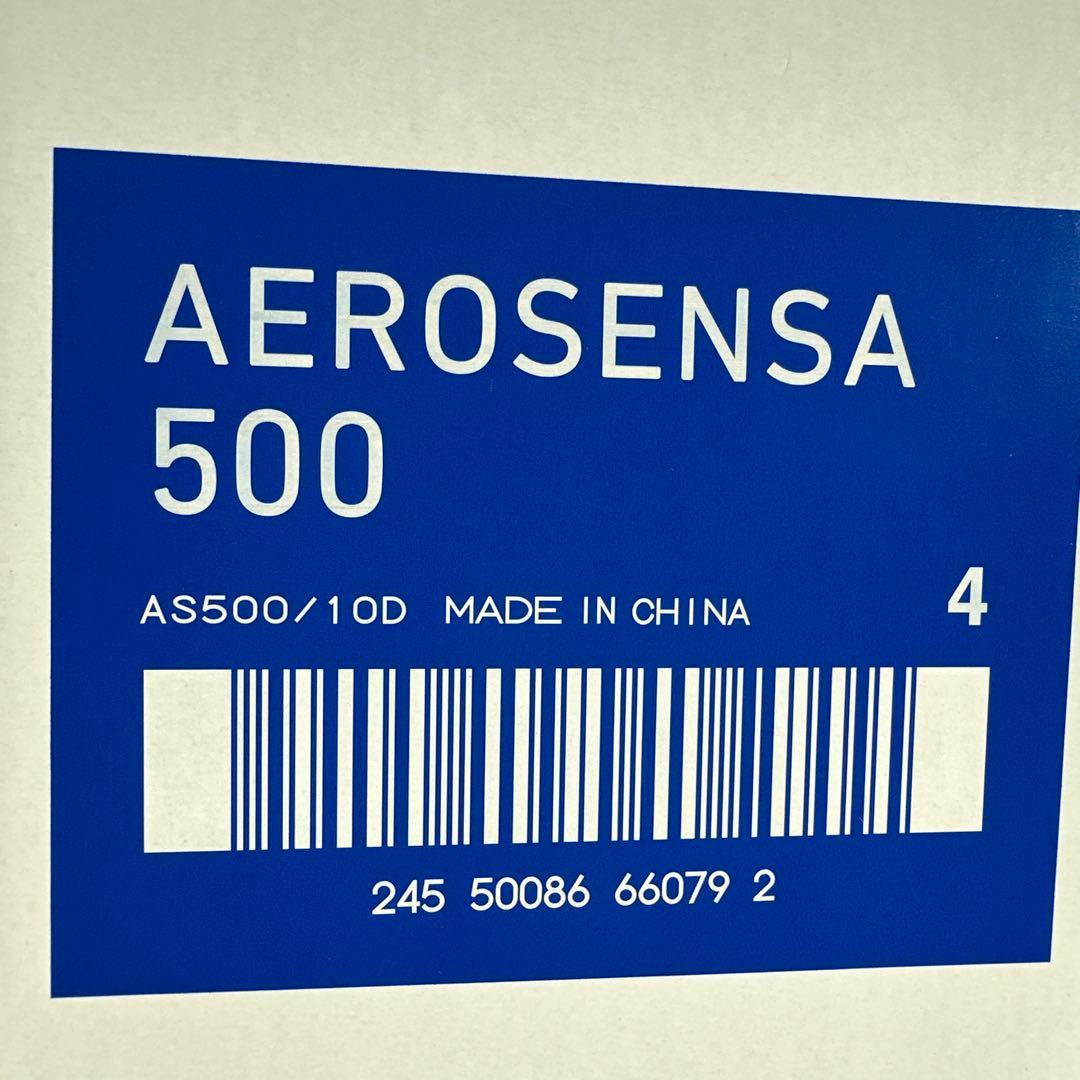 AEROSENSA
500
AS500/10D MADE IN CHINA 4
245 50086 66079 2